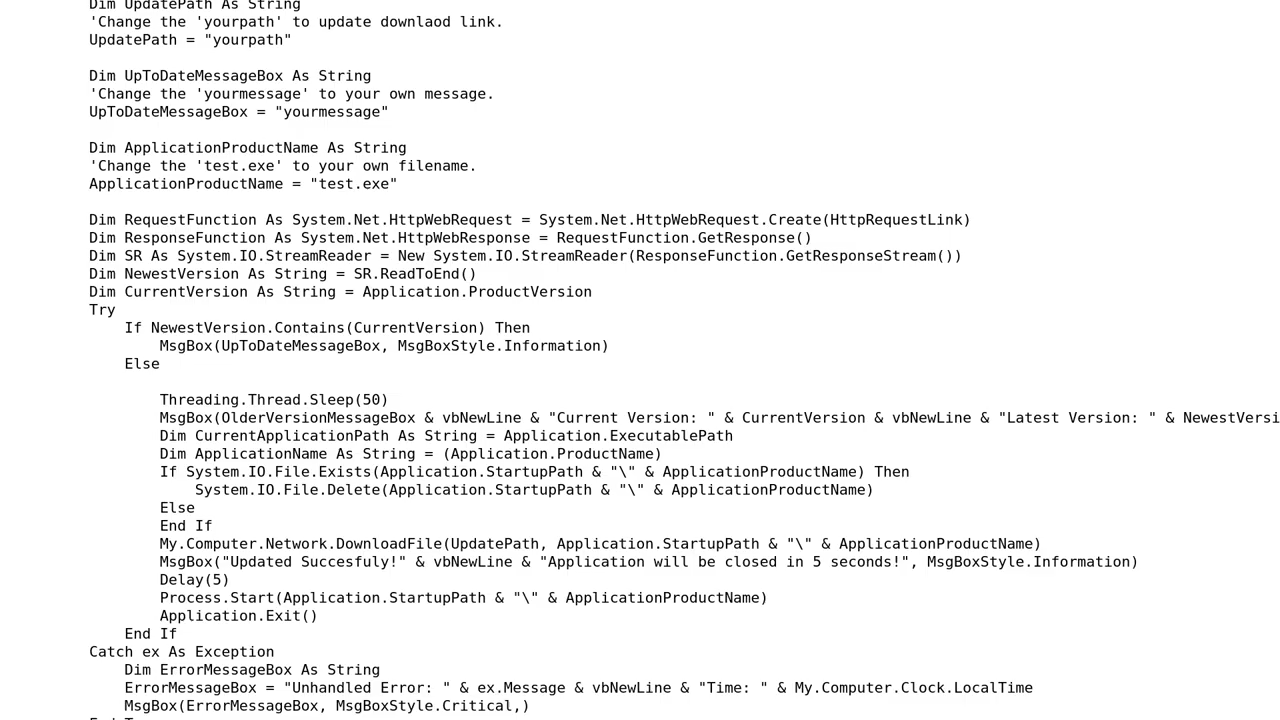 Dim UpdatePath As String
'Change the 'yourpath' to update downlaod link.
UpdatePath = "yourpath"
Dim UpToDateMessageBox As String
'Change the 'yourmessage' to your own message.
UpToDateMessageBox = "yourmessage"
Dim ApplicationProductName As String
'Change the 'test.exe' to your own filename.
ApplicationProductName = "test.exe"
Dim RequestFunction As System.Net.HttpWebRequest = System.Net.HttpWebRequest.Create(HttpRequestLink)
Dim ResponseFunction As System.Net.HttpWebResponse = RequestFunction.GetResponse()
Dim SR As System.IO.StreamReader = New System.IO.StreamReader(ResponseFunction.GetResponseStream())
Dim NewestVersion As String = SR.ReadToEnd()
Dim CurrentVersion As String = Application.ProductVersion
Try
If NewestVersion.Contains(CurrentVersion) Then
MsgBox(UpToDateMessageBox, MsgBoxStyle.Information)
Else
Threading.Thread.Sleep(50)
MsgBox(OlderVersionMessageBox & vbNewLine & "Current Version: " & CurrentVersion & vbNewLine & "Latest Version: " & NewestVersi
Dim CurrentApplicationPath As String = Application.ExecutablePath
Dim ApplicationName As String = (Application.ProductName)
If System.IO.File.Exists(Application.StartupPath & "\" & ApplicationProductName) Then
System.IO.File.Delete(Application.StartupPath & "\" & ApplicationProductName)
Else
End If
My.Computer.Network.DownloadFile(UpdatePath, Application.StartupPath & "\" & ApplicationProductName)
MsgBox("Updated Succesfuly!" & vbNewLine & "Application will be closed in 5 seconds!", MsgBoxStyle.Information)
Delay(5)
Process.Start(Application.StartupPath & "\" & ApplicationProductName)
Application.Exit()
End If
Catch ex As Exception
Dim ErrorMessageBox As String
ErrorMessageBox = "Unhandled Error: " & ex.Message & vbNewLine & "Time: " & My.Computer.Clock.LocalTime
MsgBox(ErrorMessageBox, MsgBoxStyle.Critical,)